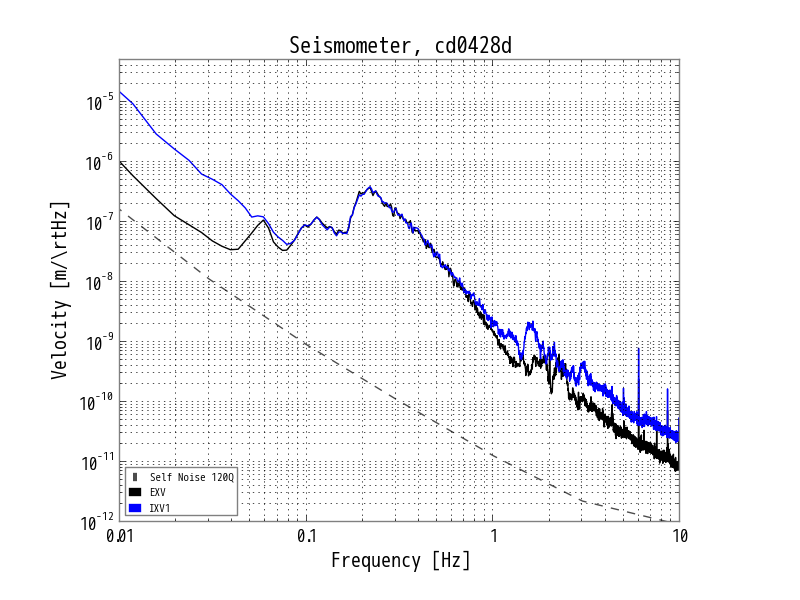 Seismometer, cd0428d
Velocity [m/\rtHz]
10^-5
10^-6
10^-7
10^-8
10^-9
10^-10
10^-11
10^-12
Self Noise 120Q
EXV
IXV1
0.01
0.1
1
10
Frequency [Hz]